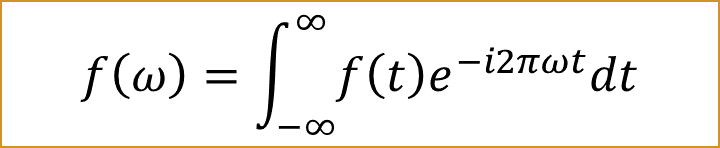 f(ω) = ∫_{-∞}^{∞} f(t)e^{-i2πωt}dt